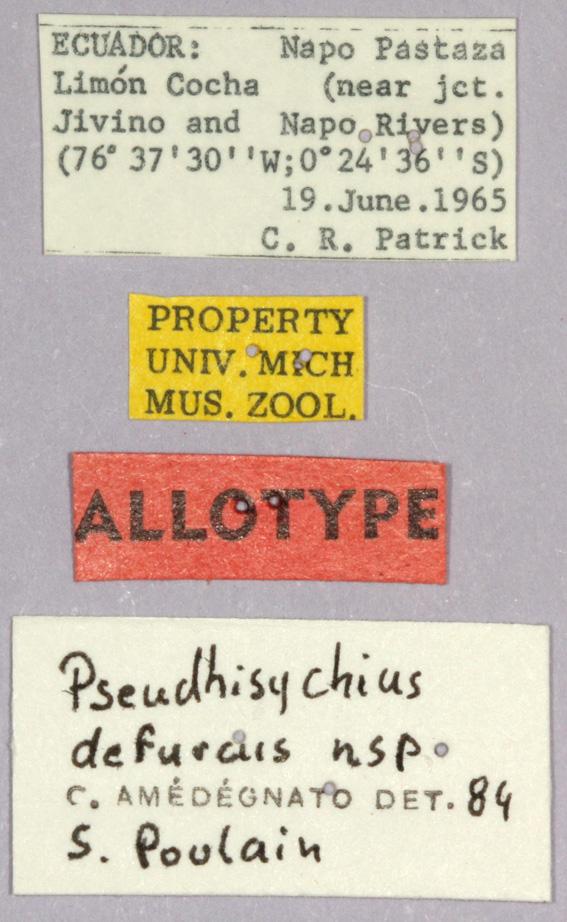 ECUADOR: Napo Pastaza
Limón Cocha (near jct.
Jivino and Napo Rivers)
(76° 37'30''W;0°24'36''S)
19.June.1965
C. R. Patrick
PROPERTY
UNIV. MICH
MUS. ZOOL.
ALLOTYPE
Pseudhisychius
nsp.
C. AMÉDÉGNATO DET. 84
S. Poulain